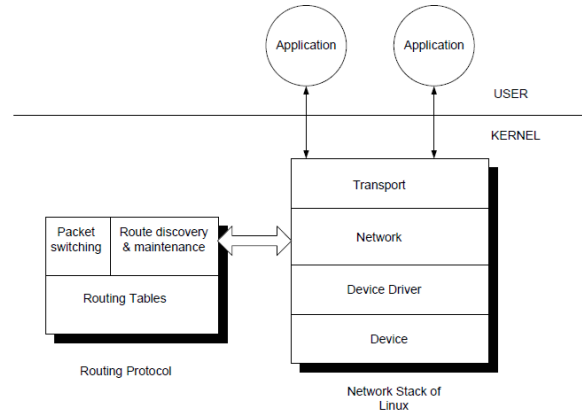 Application
Application
USER
KERNEL
Transport
Packet
switching
Route discovery
& maintenance
Network
Routing Tables
Device Driver
Device
Routing Protocol
Network Stack of
Linux